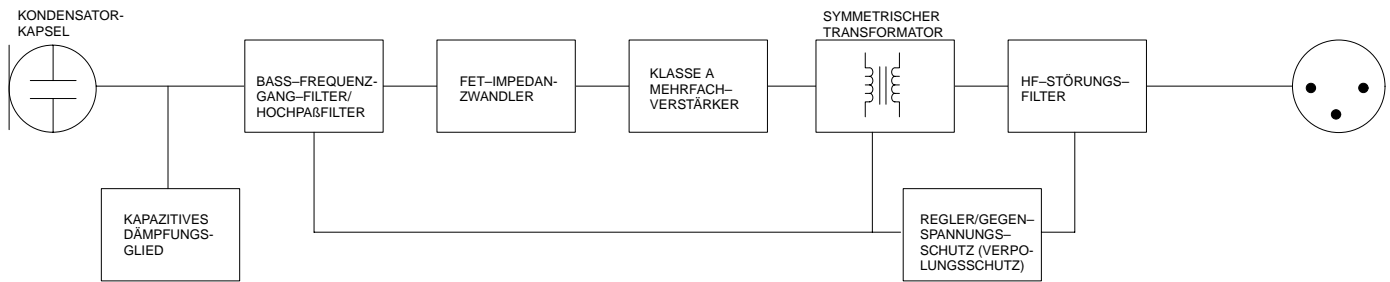 KONDENSATOR-
KAPSEL
BASS–FREQUENZ-
GANG–FILTER/
HOCHPAßFILTER
FET–IMPEDAN-
ZWANDLER
KLASSE A
MEHRFACH–
VERSTÄRKER
SYMMETRISCHER
TRANSFORMATOR
HF–STÖRUNGS–
FILTER
KAPAZITIVES
DÄMPFUNGS-
GLIED
REGLER/GEGEN–
SPANNUNGS–
SCHUTZ (VERPO-
LUNGSSCHUTZ)